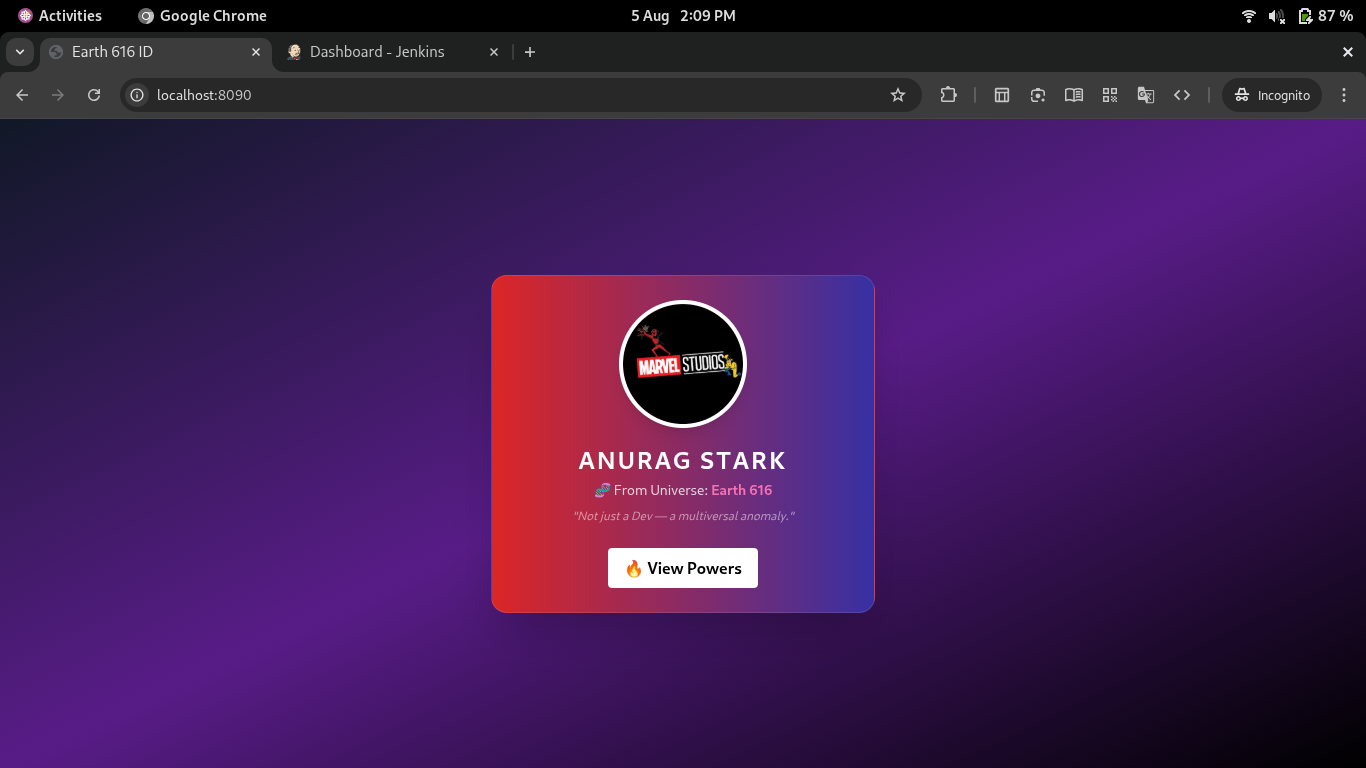 Activities Google Chrome 5 Aug 2:09 PM 87 %
Earth 616 ID Dashboard - Jenkins
localhost:8090 Incognito
MARVEL STUDIOS
ANURAG STARK
🧬 From Universe: Earth 616
"Not just a Dev — a multiversal anomaly."
🔥 View Powers